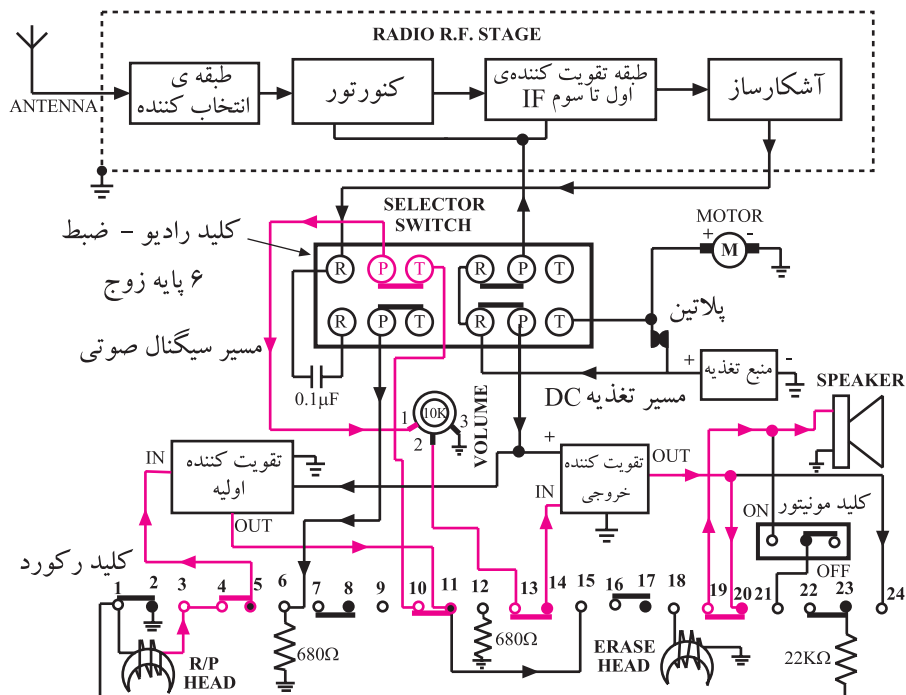 RADIO R.F. STAGE
ANTENNA
طبقه ی
انتخاب کننده
کنورتور
طبقه تقویت کننده‌ی
اول تا سوم IF
آشکارساز
SELECTOR
SWITCH
کلید رادیو - ضبط
۶ پایه زوج
R P T R P T
R P T R P T
MOTOR
+ -
M
پلاتین
مسیر سیگنال صوتی
0.1µF
مسیر تغذیه DC
+ منبع تغذیه -
SPEAKER
1 10K 3
2
VOLUME
IN
تقویت کننده
اولیه
OUT
+
تقویت کننده
خروجی
OUT
IN
کلید مونیتور
ON
OFF
کلید رکورد
1 2 3 4 5 6 7 8 9 10 11 12 13 14 15 16 17 18 19 20 21 22 23 24
R/P
HEAD
680Ω
680Ω
ERASE
HEAD
22KΩ